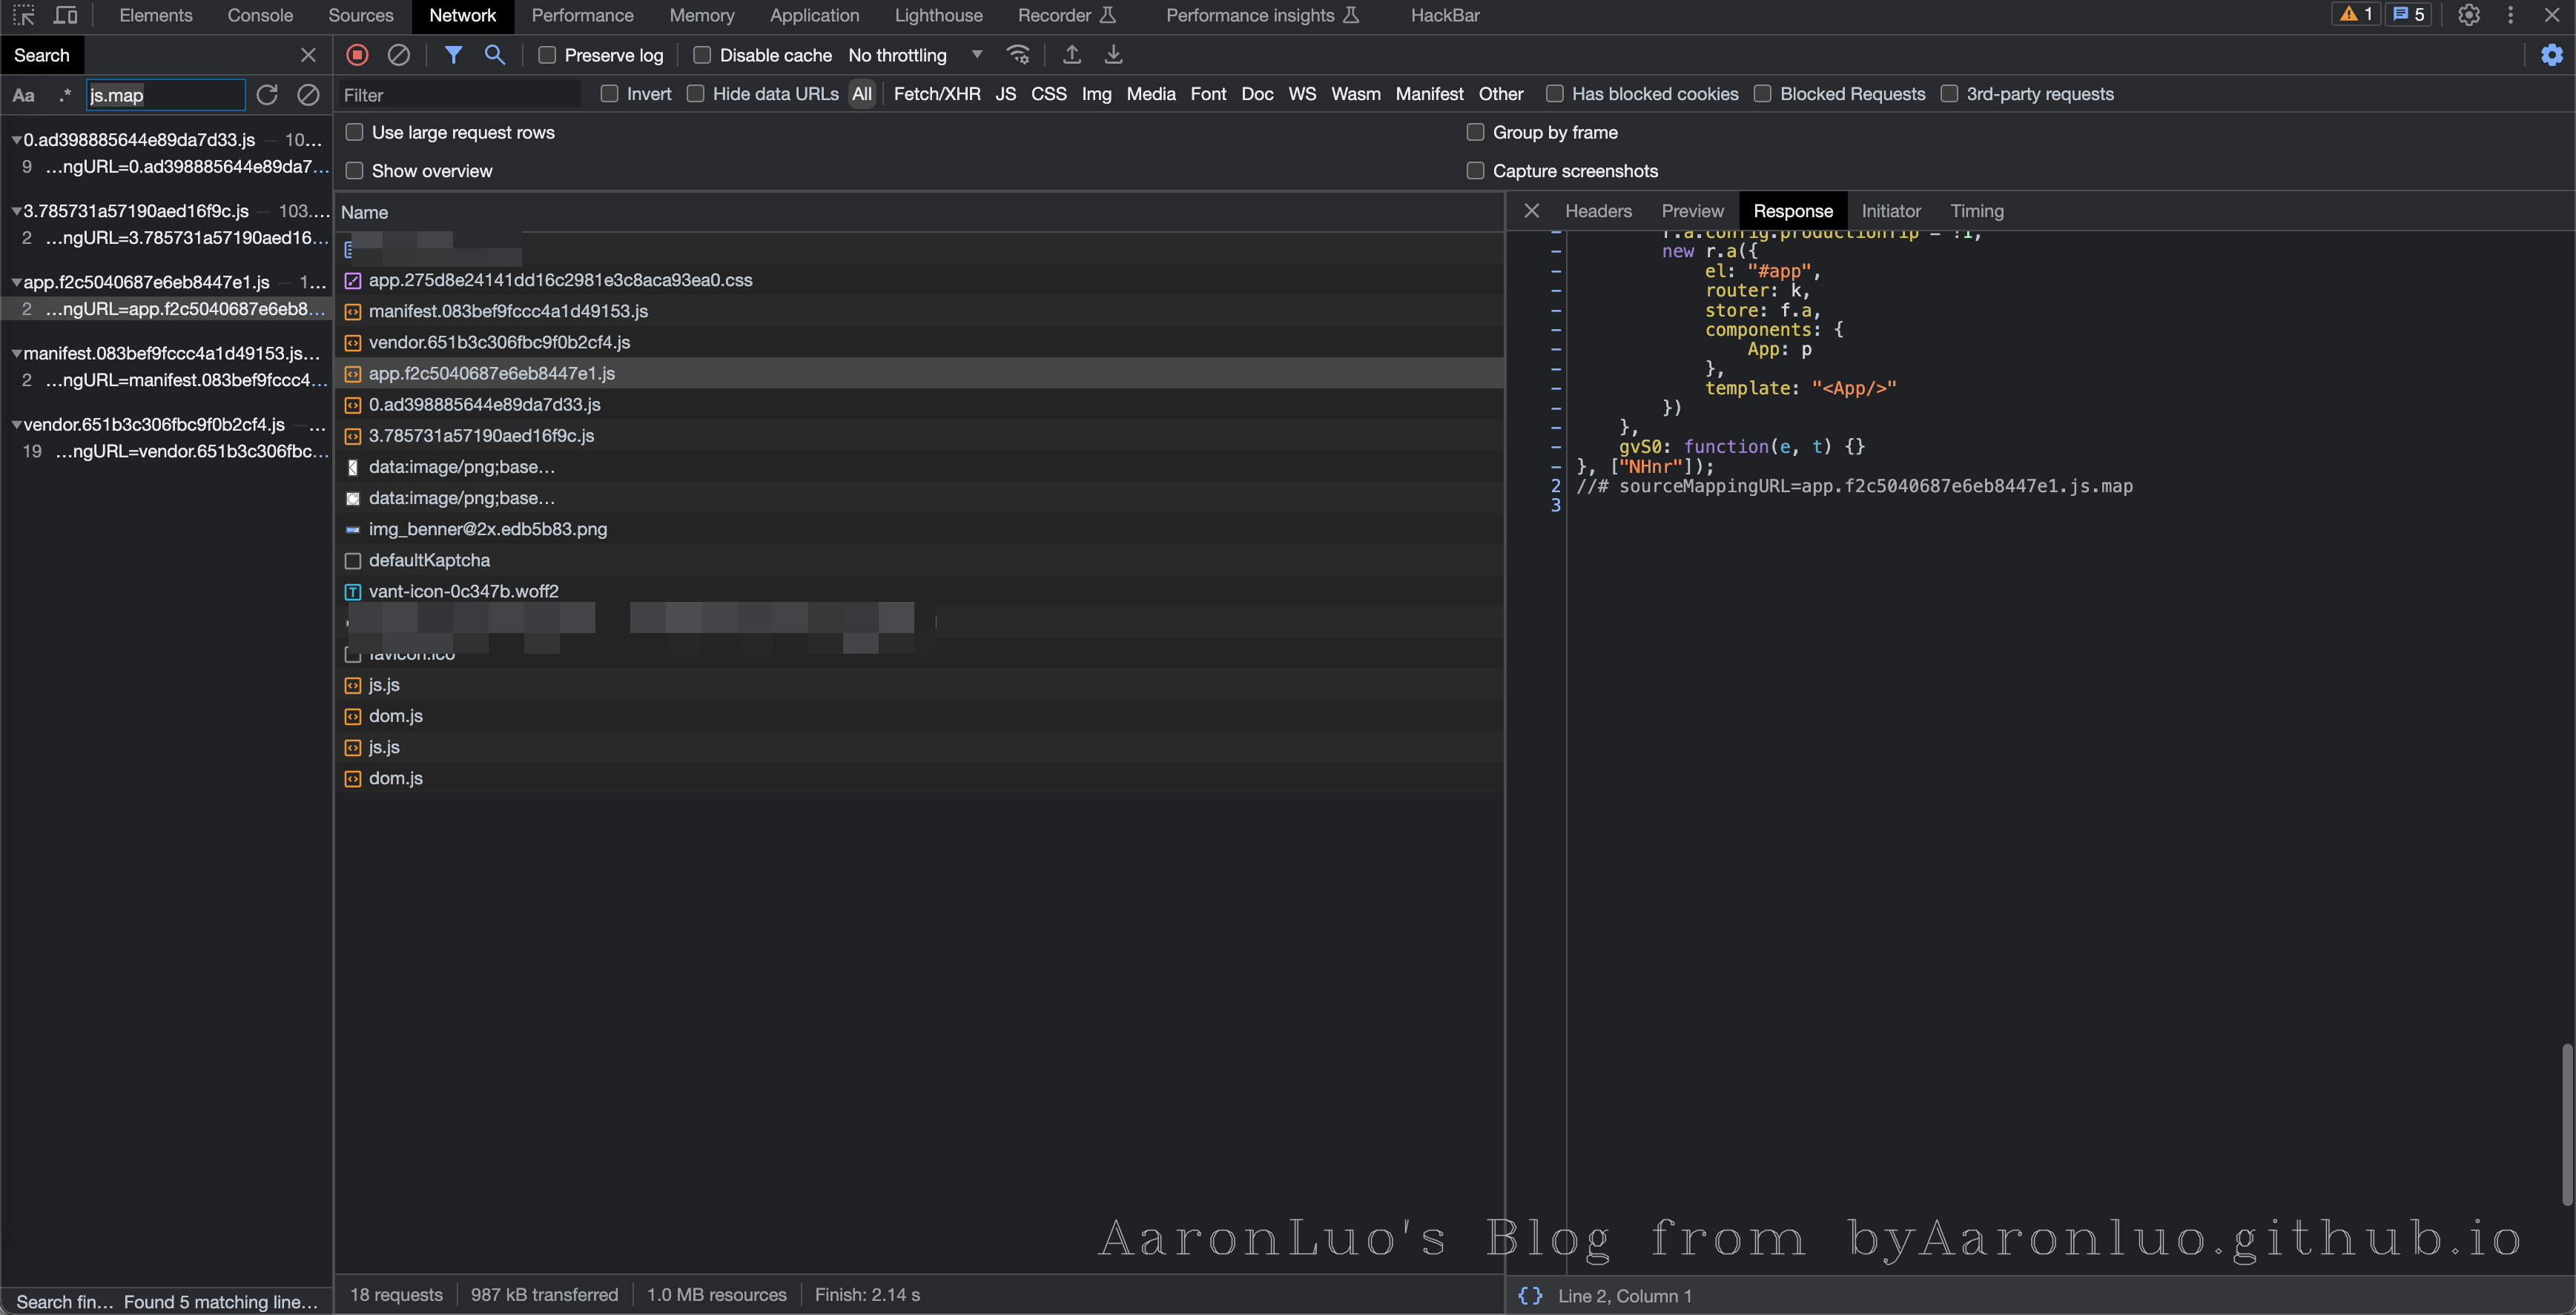 Elements Console Sources Network Performance Memory Application Lighthouse Recorder Performance insights HackBar 1 5
Search
Preserve log Disable cache No throttling
Aa .* js.map
Filter Invert Hide data URLs All Fetch/XHR JS CSS Img Media Font Doc WS Wasm Manifest Other Has blocked cookies Blocked Requests 3rd-party requests
Use large request rows Group by frame
Show overview Capture screenshots
0.ad398885644e89da7d33.js — 10…
9 …ngURL=0.ad398885644e89da7…
3.785731a57190aed16f9c.js — 103.…
2 …ngURL=3.785731a57190aed16…
app.f2c5040687e6eb8447e1.js — 1…
2 …ngURL=app.f2c5040687e6eb8…
manifest.083bef9fccc4a1d49153.js…
2 …ngURL=manifest.083bef9fccc4…
vendor.651b3c306fbc9f0b2cf4.js — …
19 …ngURL=vendor.651b3c306fbc…
Search fin… Found 5 matching line…
Name
app.275d8e24141dd16c2981e3c8aca93ea0.css
manifest.083bef9fccc4a1d49153.js
vendor.651b3c306fbc9f0b2cf4.js
app.f2c5040687e6eb8447e1.js
0.ad398885644e89da7d33.js
3.785731a57190aed16f9c.js
data:image/png;base…
data:image/png;base…
img_benner@2x.edb5b83.png
defaultKaptcha
vant-icon-0c347b.woff2
favicon.ico
js.js
dom.js
js.js
dom.js
18 requests 987 kB transferred 1.0 MB resources Finish: 2.14 s
Headers Preview Response Initiator Timing
r.a.config.productionTip = !1,
new r.a({
el: "#app",
router: k,
store: f.a,
components: {
App: p
},
template: "<App/>"
})
},
gvS0: function(e, t) {}
}, ["NHnr"]);
2 //# sourceMappingURL=app.f2c5040687e6eb8447e1.js.map
3
AaronLuo's Blog from byAaronluo.github.io
{} Line 2, Column 1